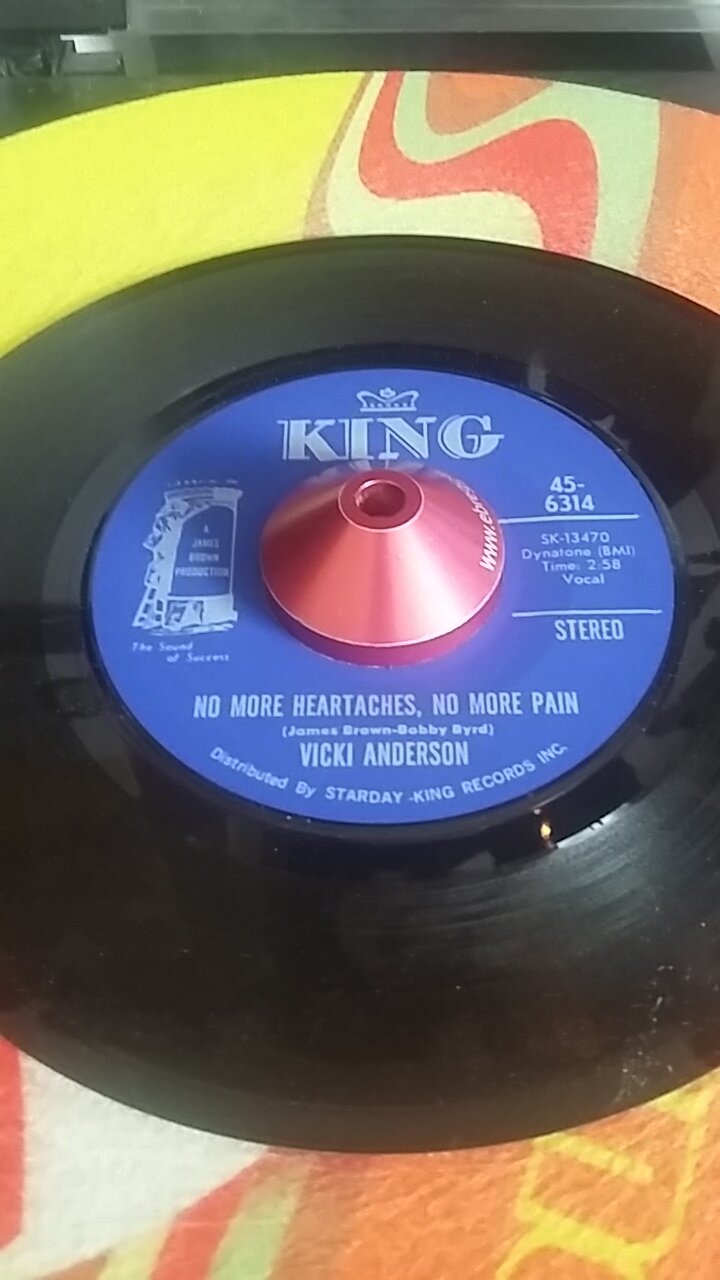 KING
45-
6314
SK-13470
Dynatone (BMI)
Time: 2:58
Vocal
STEREO
A
JAMES
BROWN
PRODUCTION
The Sound
of Success
NO MORE HEARTACHES, NO MORE PAIN
(James Brown-Bobby Byrd)
VICKI ANDERSON
Distributed By STARDAY-KING RECORDS INC.